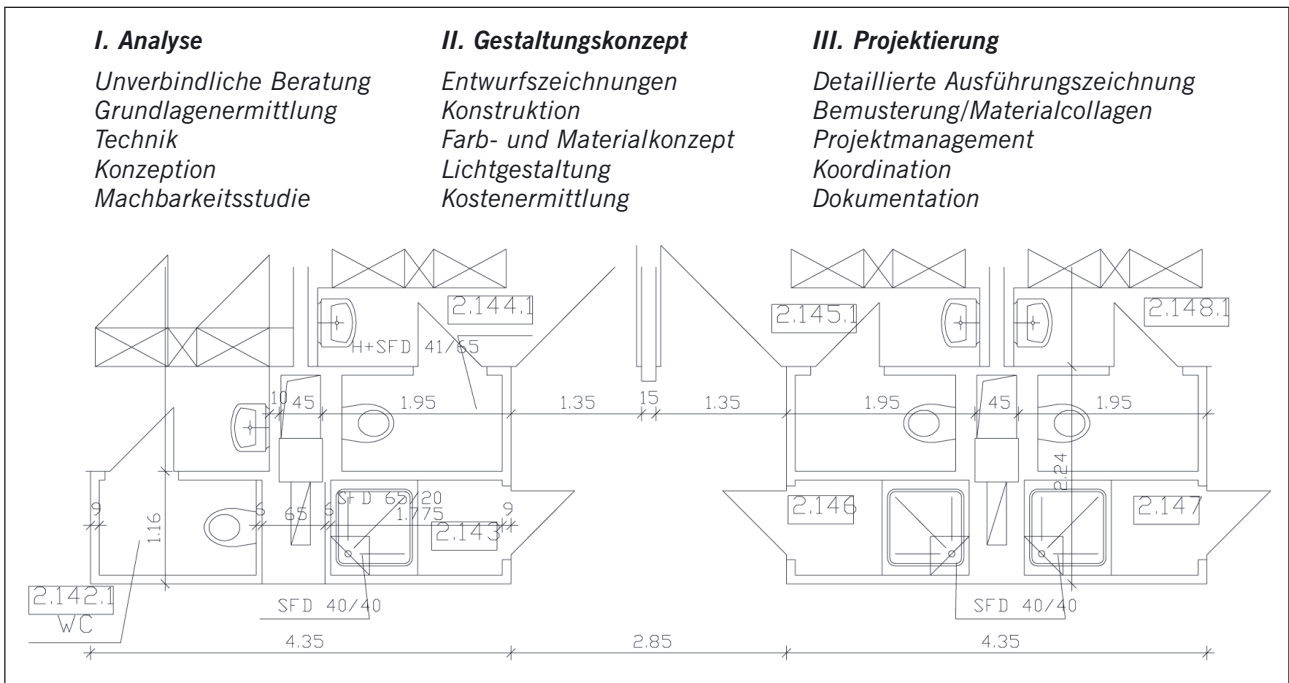 I. Analyse
Unverbindliche Beratung
Grundlagenermittlung
Technik
Konzeption
Machbarkeitsstudie
II. Gestaltungskonzept
Entwurfszeichnungen
Konstruktion
Farb- und Materialkonzept
Lichtgestaltung
Kostenermittlung
III. Projektierung
Detaillierte Ausführungszeichnung
Bemusterung/Materialcollagen
Projektmanagement
Koordination
Dokumentation
2.144.1
2.145.1
2.148.1
H+SFD 41/65
10 45 1.95 1.35 15 1.35 1.95 45 1.95
2.24
SFD 65/20
9 1.16 6 65 6 1.775 9
2.143
2.146
2.147
2.142.1
WC
SFD 40/40
SFD 40/40
4.35 2.85 4.35